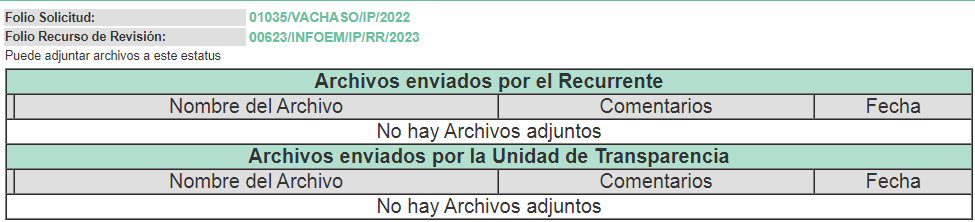 Folio Solicitud: 01035/VACHASO/IP/2022
Folio Recurso de Revisión: 00623/INFOEM/IP/RR/2023
Puede adjuntar archivos a este estatus
Archivos enviados por el Recurrente
Nombre del Archivo Comentarios Fecha
No hay Archivos adjuntos
Archivos enviados por la Unidad de Transparencia
Nombre del Archivo Comentarios Fecha
No hay Archivos adjuntos